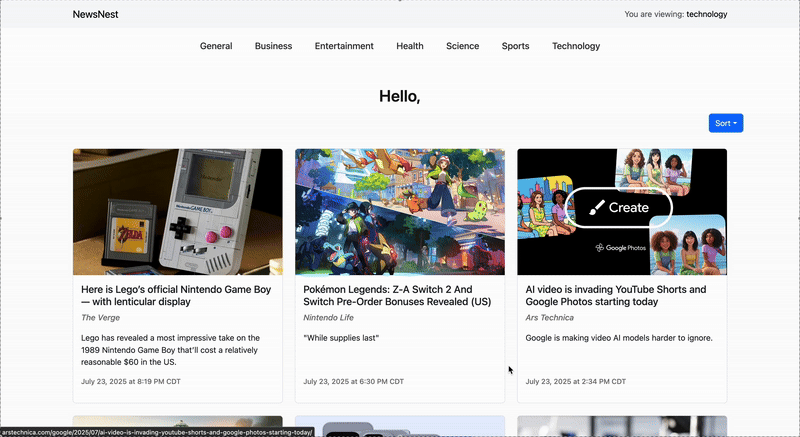 NewsNest
You are viewing: technology
General Business Entertainment Health Science Sports Technology
Hello,
Sort
GAME BOY
ZELDA
Create
Google Photos
Here is Lego’s official Nintendo Game Boy
— with lenticular display
The Verge
Lego has revealed a most impressive take on the
1989 Nintendo Game Boy that'll cost a relatively
reasonable $60 in the US.
July 23, 2025 at 8:19 PM CDT
Pokémon Legends: Z-A Switch 2 And
Switch Pre-Order Bonuses Revealed (US)
Nintendo Life
"While supplies last"
July 23, 2025 at 6:30 PM CDT
AI video is invading YouTube Shorts and
Google Photos starting today
Ars Technica
Google is making video AI models harder to ignore.
July 23, 2025 at 2:34 PM CDT
arstechnica.com/google/2025/07/ai-video-is-invading-youtube-shorts-and-google-photos-starting-today/